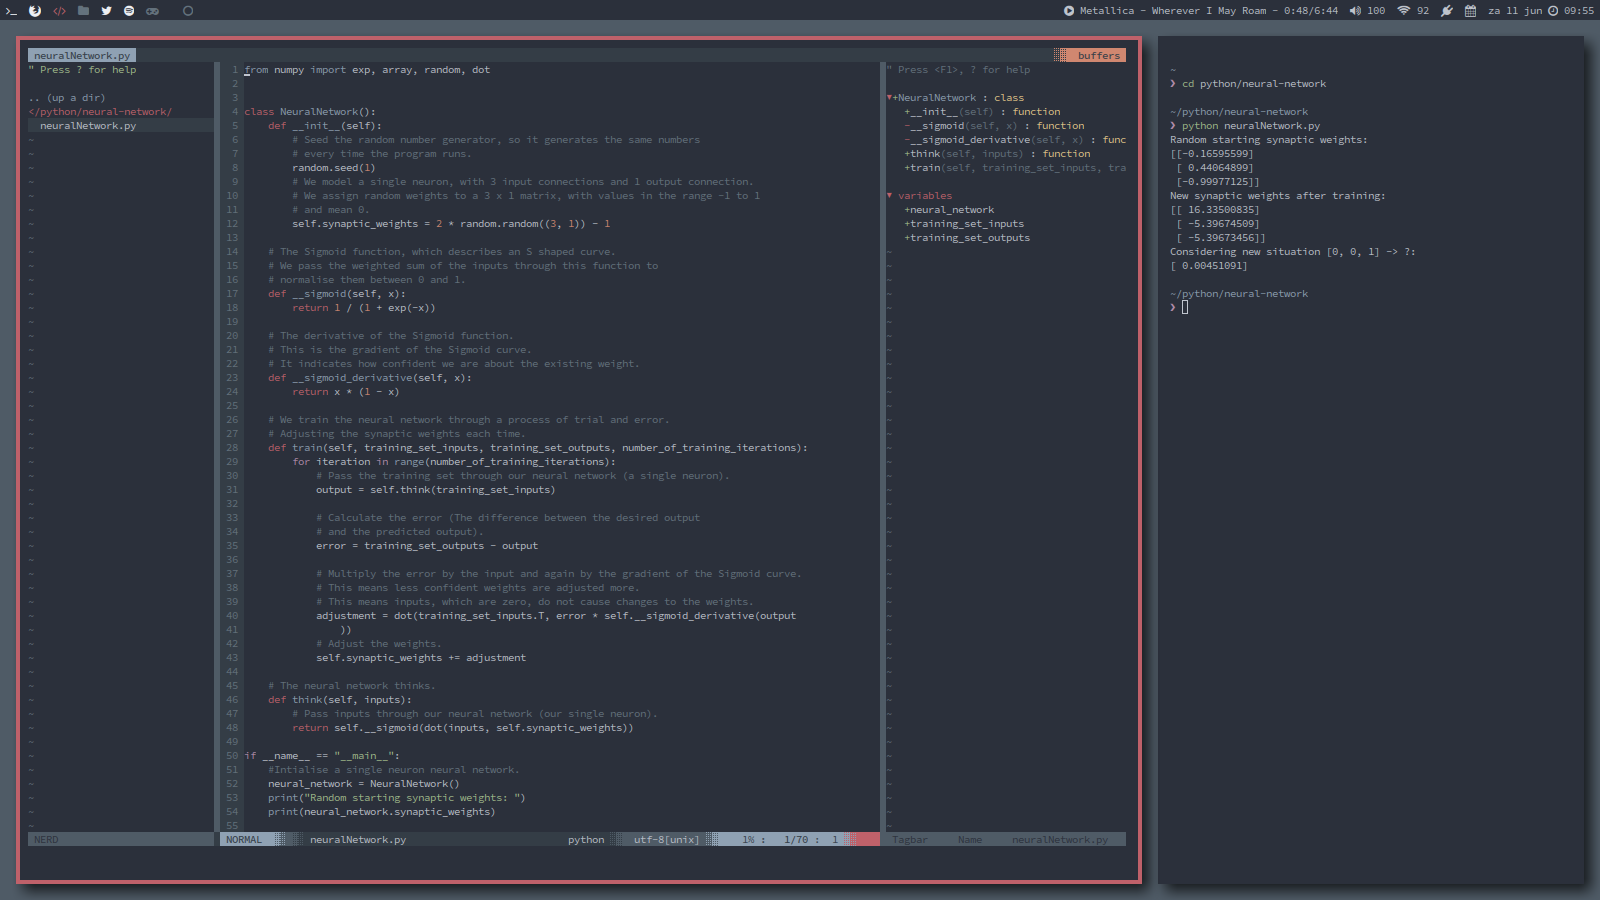 >_ </> Metallica - Wherever I May Roam - 0:48/6:44 100 92 za 11 jun 09:55
neuralNetwork.py buffers
" Press ? for help
.. (up a dir)
</python/neural-network/
neuralNetwork.py
~
NERD
1 from numpy import exp, array, random, dot
2
3
4 class NeuralNetwork():
5 def __init__(self):
6 # Seed the random number generator, so it generates the same numbers
7 # every time the program runs.
8 random.seed(1)
9 # We model a single neuron, with 3 input connections and 1 output connection.
10 # We assign random weights to a 3 x 1 matrix, with values in the range -1 to 1
11 # and mean 0.
12 self.synaptic_weights = 2 * random.random((3, 1)) - 1
13
14 # The Sigmoid function, which describes an S shaped curve.
15 # We pass the weighted sum of the inputs through this function to
16 # normalise them between 0 and 1.
17 def __sigmoid(self, x):
18 return 1 / (1 + exp(-x))
19
20 # The derivative of the Sigmoid function.
21 # This is the gradient of the Sigmoid curve.
22 # It indicates how confident we are about the existing weight.
23 def __sigmoid_derivative(self, x):
24 return x * (1 - x)
25
26 # We train the neural network through a process of trial and error.
27 # Adjusting the synaptic weights each time.
28 def train(self, training_set_inputs, training_set_outputs, number_of_training_iterations):
29 for iteration in range(number_of_training_iterations):
30 # Pass the training set through our neural network (a single neuron).
31 output = self.think(training_set_inputs)
32
33 # Calculate the error (The difference between the desired output
34 # and the predicted output).
35 error = training_set_outputs - output
36
37 # Multiply the error by the input and again by the gradient of the Sigmoid curve.
38 # This means less confident weights are adjusted more.
39 # This means inputs, which are zero, do not cause changes to the weights.
40 adjustment = dot(training_set_inputs.T, error * self.__sigmoid_derivative(output
41 ))
42 # Adjust the weights.
43 self.synaptic_weights += adjustment
44
45 # The neural network thinks.
46 def think(self, inputs):
47 # Pass inputs through our neural network (our single neuron).
48 return self.__sigmoid(dot(inputs, self.synaptic_weights))
49
50 if __name__ == "__main__":
51 #Intialise a single neuron neural network.
52 neural_network = NeuralNetwork()
53 print("Random starting synaptic weights: ")
54 print(neural_network.synaptic_weights)
55
NORMAL neuralNetwork.py python utf-8[unix] 1% : 1/70 : 1
" Press <F1>, ? for help
▼+NeuralNetwork : class
+__init__(self) : function
-__sigmoid(self, x) : function
-__sigmoid_derivative(self, x) : func
+think(self, inputs) : function
+train(self, training_set_inputs, tra
▼ variables
+neural_network
+training_set_inputs
+training_set_outputs
Tagbar Name neuralNetwork.py
~
❯ cd python/neural-network
~/python/neural-network
❯ python neuralNetwork.py
Random starting synaptic weights:
[[-0.16595599]
[ 0.44064899]
[-0.99977125]]
New synaptic weights after training:
[[ 16.33500835]
[ -5.39674509]
[ -5.39673456]]
Considering new situation [0, 0, 1] -> ?:
[ 0.00451091]
~/python/neural-network
❯